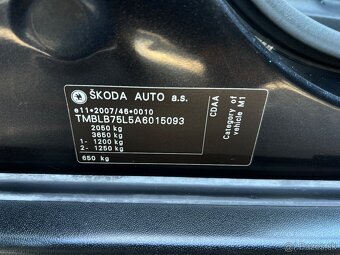 ŠKODA AUTO a.s.
e11*2007/46*0010
TMBLB75L5A6015093
2050 kg
3650 kg
1- 1200 kg
2- 1250 kg
650 kg
CDAA
Category of
vehicle M1